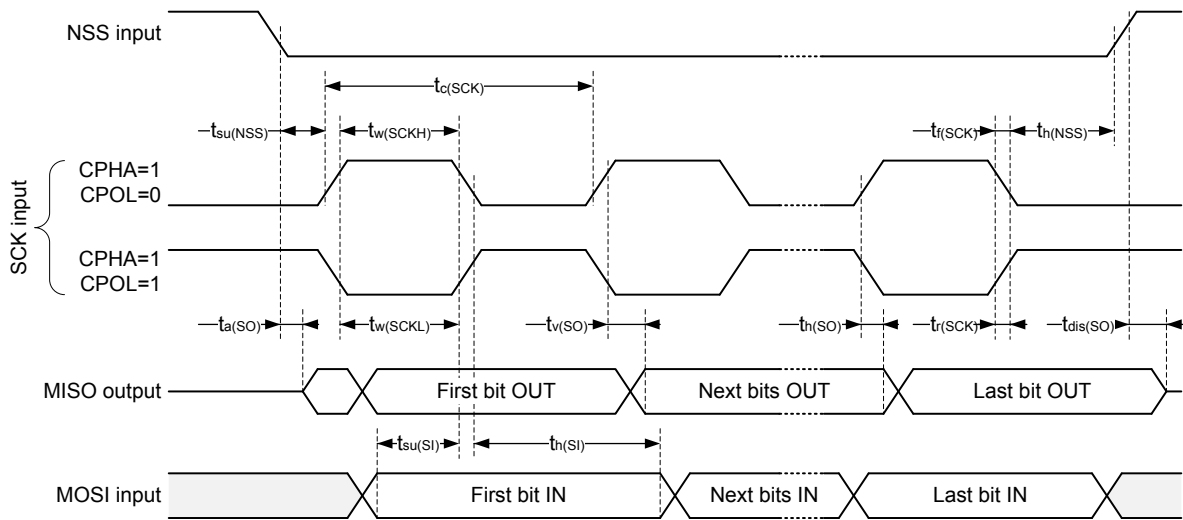 NSS input
tc(SCK)
tsu(NSS)
tw(SCKH)
tf(SCK)
th(NSS)
SCK input
CPHA=1
CPOL=0
CPHA=1
CPOL=1
ta(SO)
tw(SCKL)
tv(SO)
th(SO)
tr(SCK)
tdis(SO)
MISO output
First bit OUT
Next bits OUT
Last bit OUT
tsu(SI)
th(SI)
MOSI input
First bit IN
Next bits IN
Last bit IN